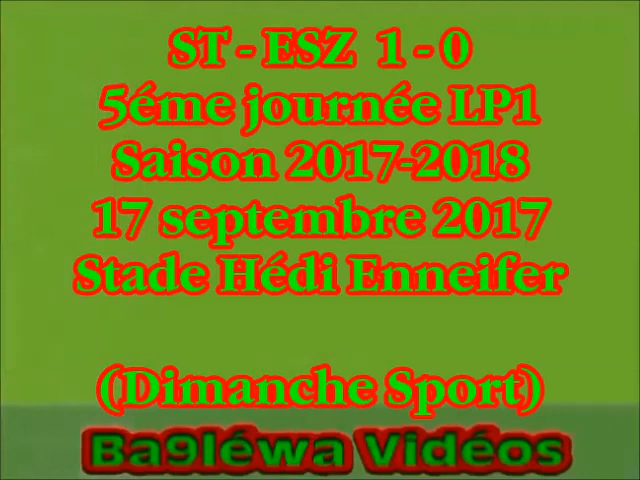 ST - ESZ 1 - 0
5éme journée LP1
Saison 2017-2018
17 septembre 2017
Stade Hédi Enneifer
(Dimanche Sport)
Ba9léwa Vidéos